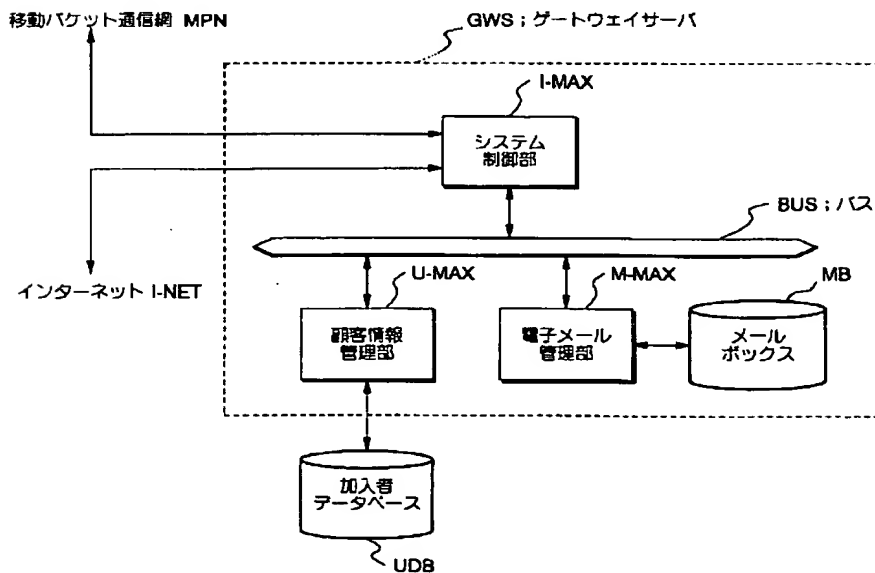 移動パケット通信網 MPN
GWS；ゲートウェイサーバ
I-MAX
システム
制御部
BUS；バス
インターネット I-NET
U-MAX
M-MAX
MB
顧客情報
管理部
電子メール
管理部
メール
ボックス
加入者
データベース
UDB